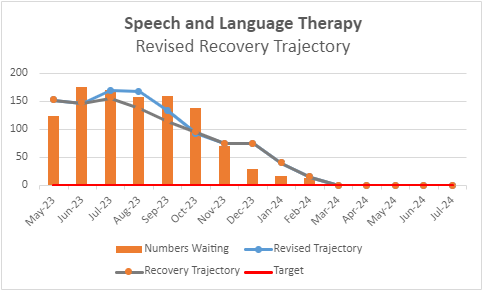 Speech and Language Therapy
Revised Recovery Trajectory
200
150
100
50
0
May-23 Jun-23 Jul-23 Aug-23 Sep-23 Oct-23 Nov-23 Dec-23 Jan-24 Feb-24 Mar-24 Apr-24 May-24 Jun-24 Jul-24
Numbers Waiting Revised Trajectory
Recovery Trajectory Target